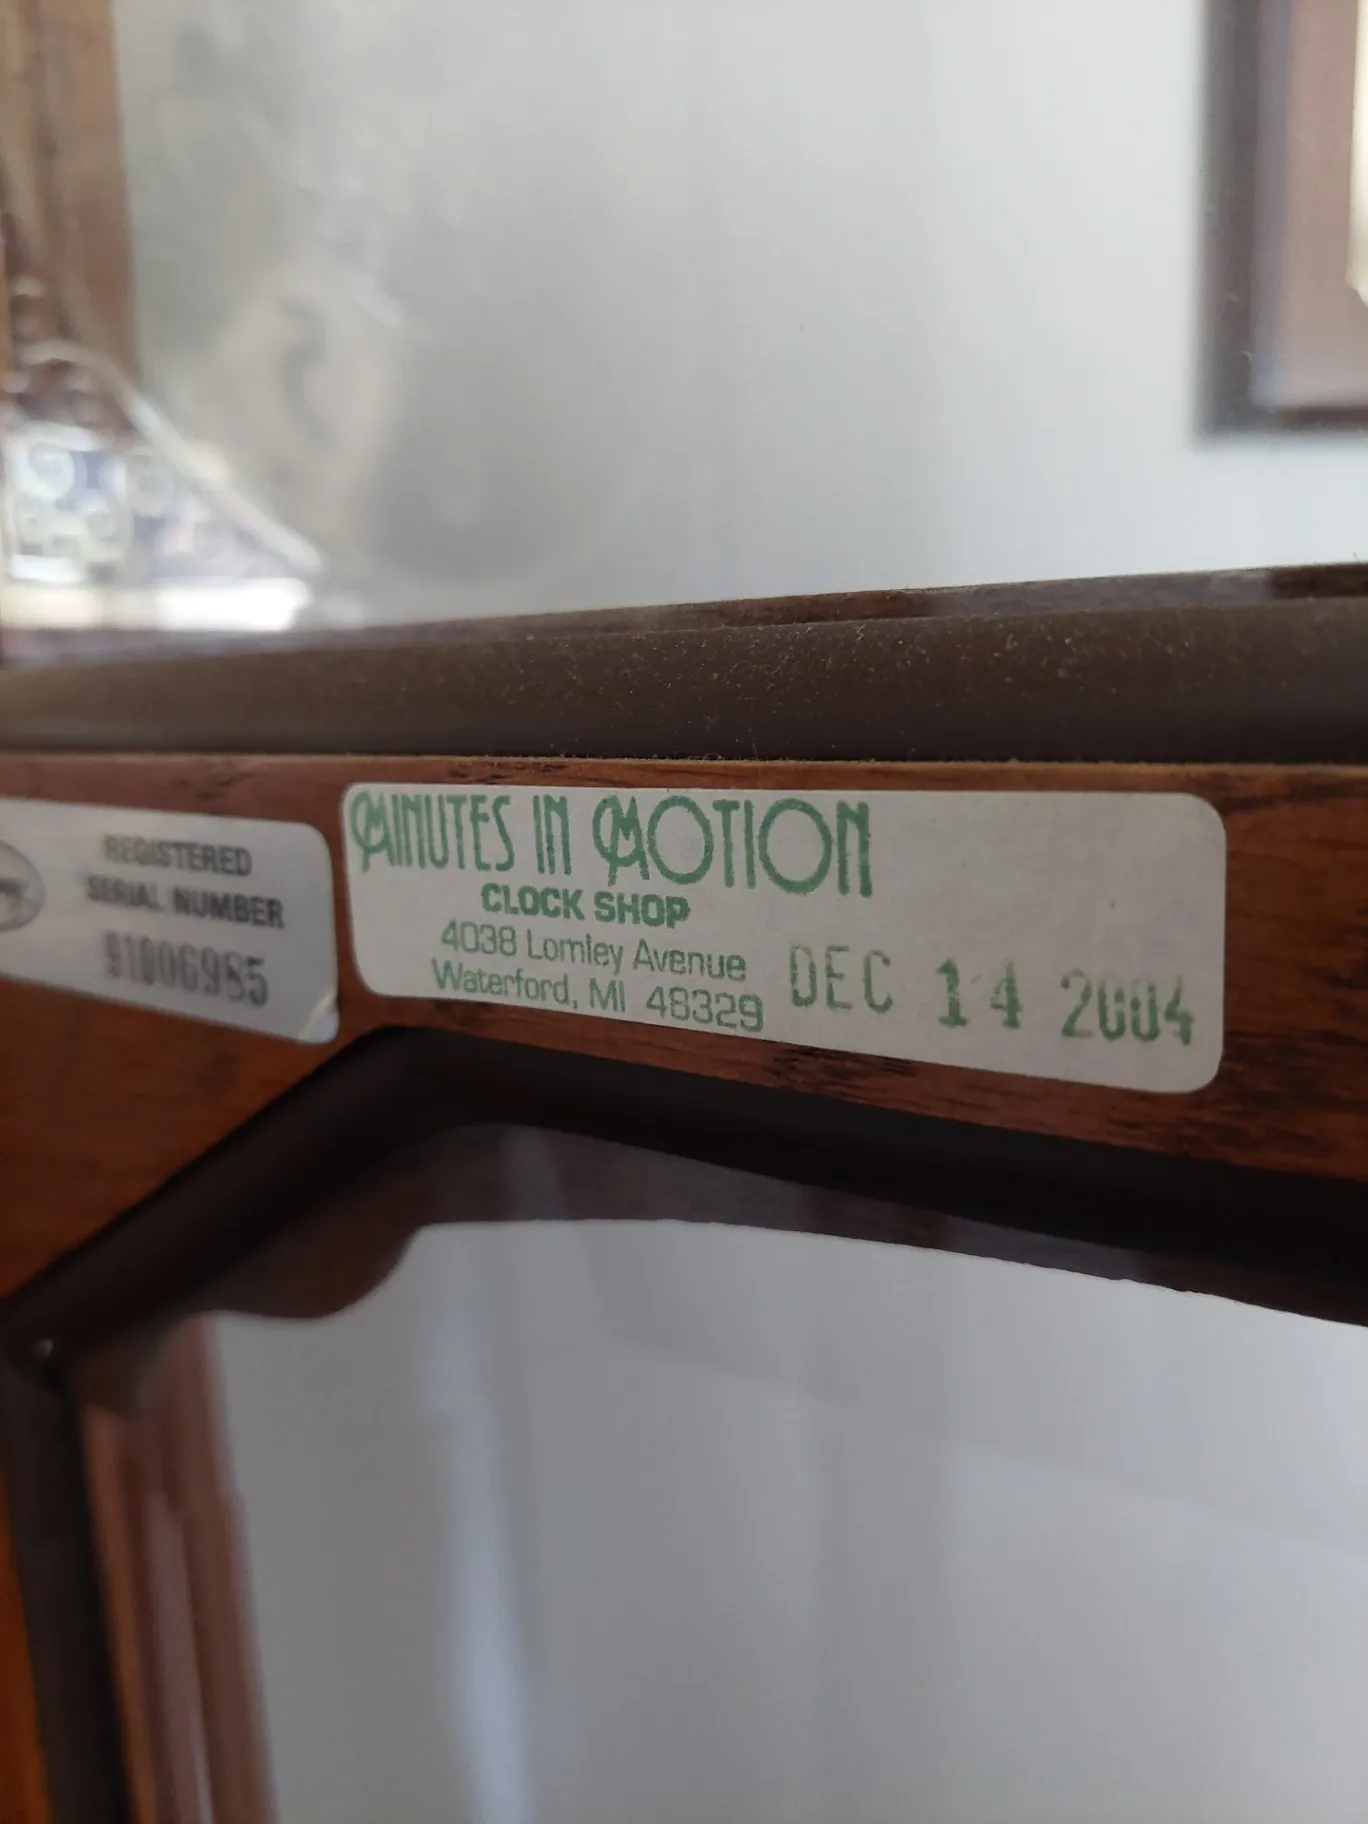 REGISTERED
SERIAL NUMBER
91006985
MINUTES IN MOTION
CLOCK SHOP
4038 Lomley Avenue
Waterford, MI 48329
DEC 14 2004